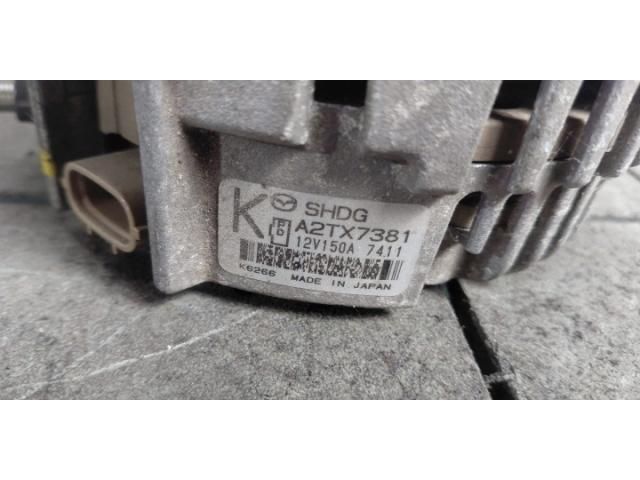 K SHDG
A2TX7381
12V150A 7411
K6266 MADE IN JAPAN